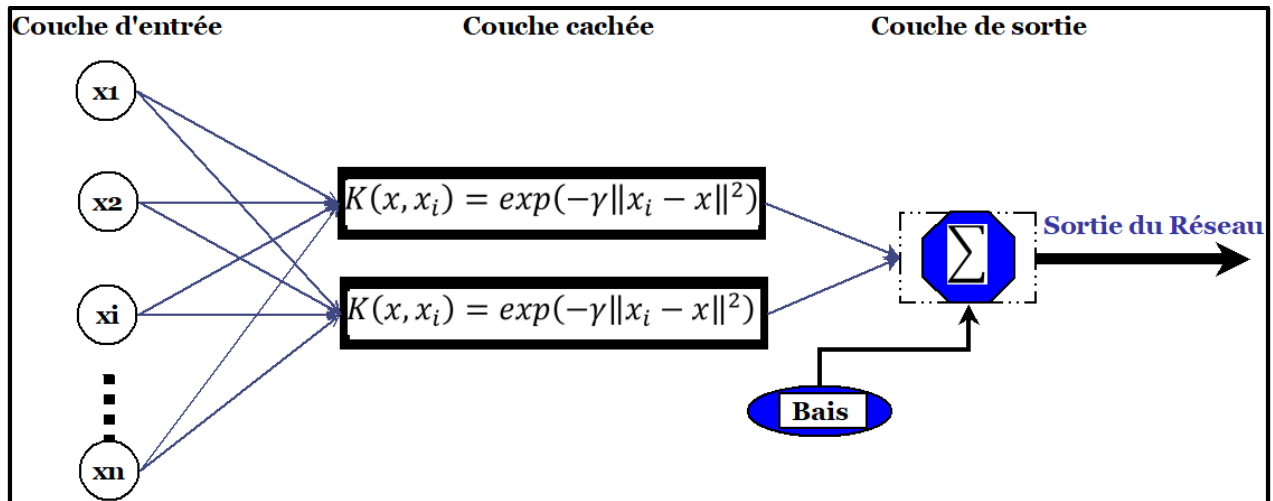 Couche d'entrée
Couche cachée
Couche de sortie
x1
x2
xi
xn
K(x, x_i) = exp(−γ‖x_i − x‖²)
K(x, x_i) = exp(−γ‖x_i − x‖²)
∑
Sortie du Réseau
Bais